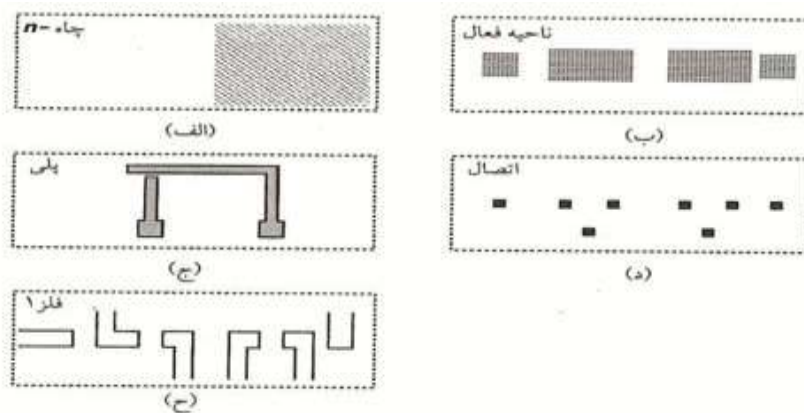 چاه -n
(الف)
ناحیه فعال
(ب)
پلی
(ج)
اتصال
(د)
فلز۱
(ح)